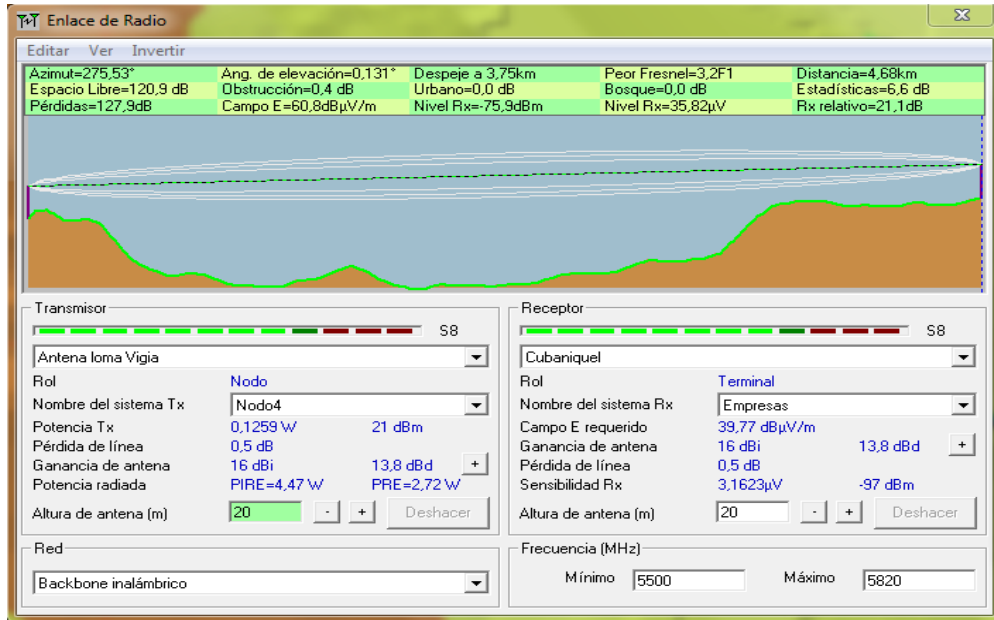 Enlace de Radio
Editar Ver Invertir
Azimut=275,53° Ang. de elevación=0,131° Despeje a 3,75km Peor Fresnel=3,2F1 Distancia=4,68km
Espacio Libre=120,9 dB Obstrucción=0,4 dB Urbano=0,0 dB Bosque=0,0 dB Estadísticas=6,6 dB
Pérdidas=127,9dB Campo E=60,8dBµV/m Nivel Rx=-75,9dBm Nivel Rx=35,82µV Rx relativo=21,1dB
Transmisor
S8
Antena loma Vigia
Rol Nodo
Nombre del sistema Tx Nodo4
Potencia Tx 0,1259 W 21 dBm
Pérdida de línea 0,5 dB
Ganancia de antena 16 dBi 13,8 dBd +
Potencia radiada PIRE=4,47 W PRE=2,72 W
Altura de antena (m) 20 - + Deshacer
Receptor
S8
Cubaniquel
Rol Terminal
Nombre del sistema Rx Empresas
Campo E requerido 39,77 dBµV/m
Ganancia de antena 16 dBi 13,8 dBd +
Pérdida de línea 0,5 dB
Sensibilidad Rx 3,1623µV -97 dBm
Altura de antena (m) 20 - + Deshacer
Red
Backbone inalámbrico
Frecuencia (MHz)
Mínimo 5500 Máximo 5820